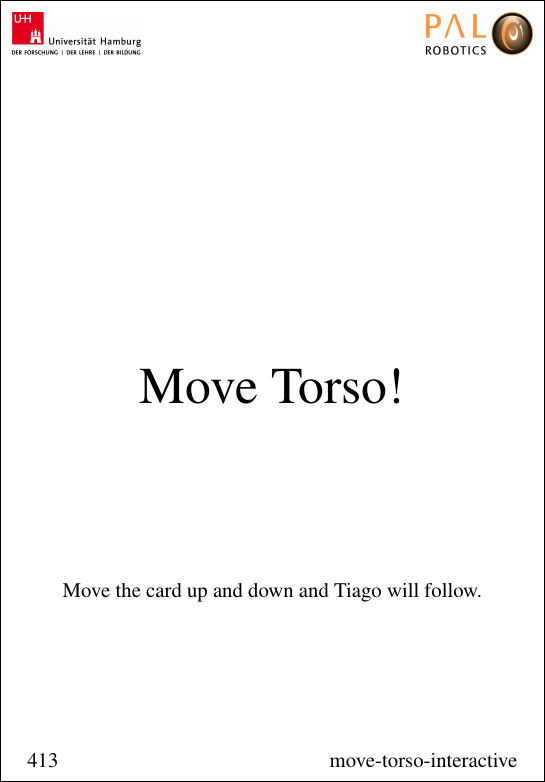 UHH
Universität Hamburg
DER FORSCHUNG | DER LEHRE | DER BILDUNG
PAL
ROBOTICS
Move Torso!
Move the card up and down and Tiago will follow.
413
move-torso-interactive